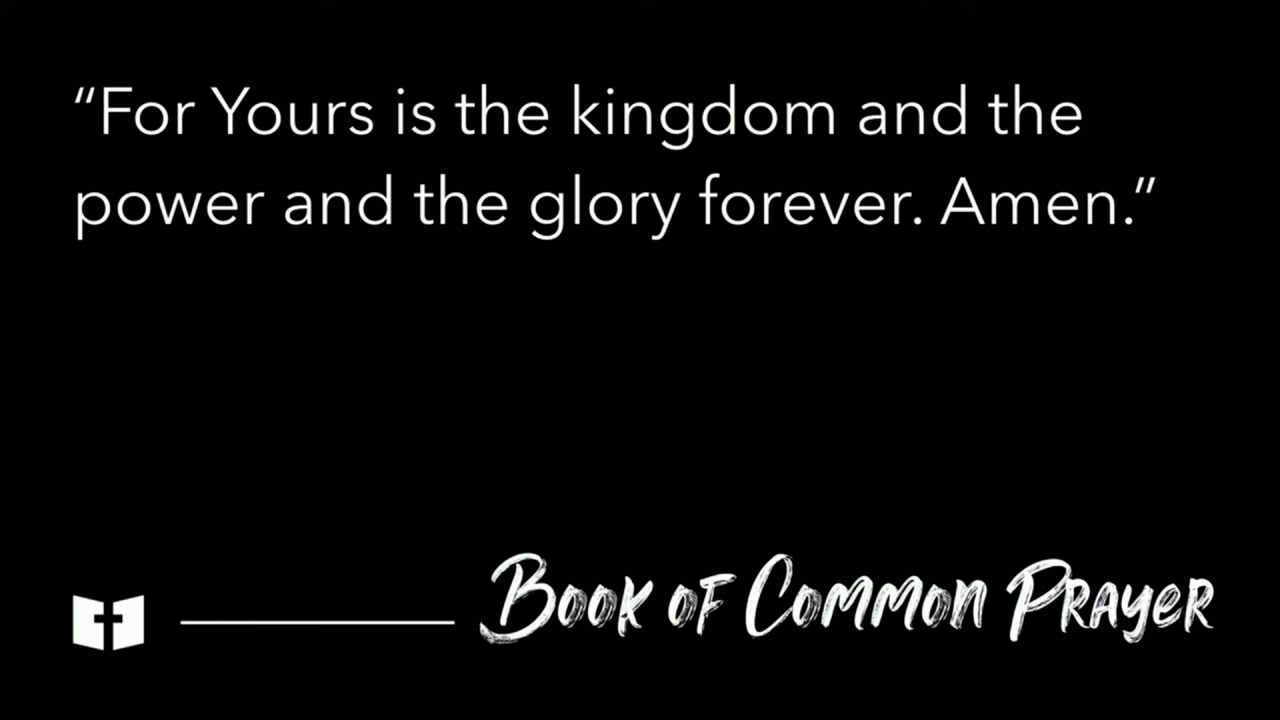 “For Yours is the kingdom and the
power and the glory forever. Amen.”
Book of Common Prayer